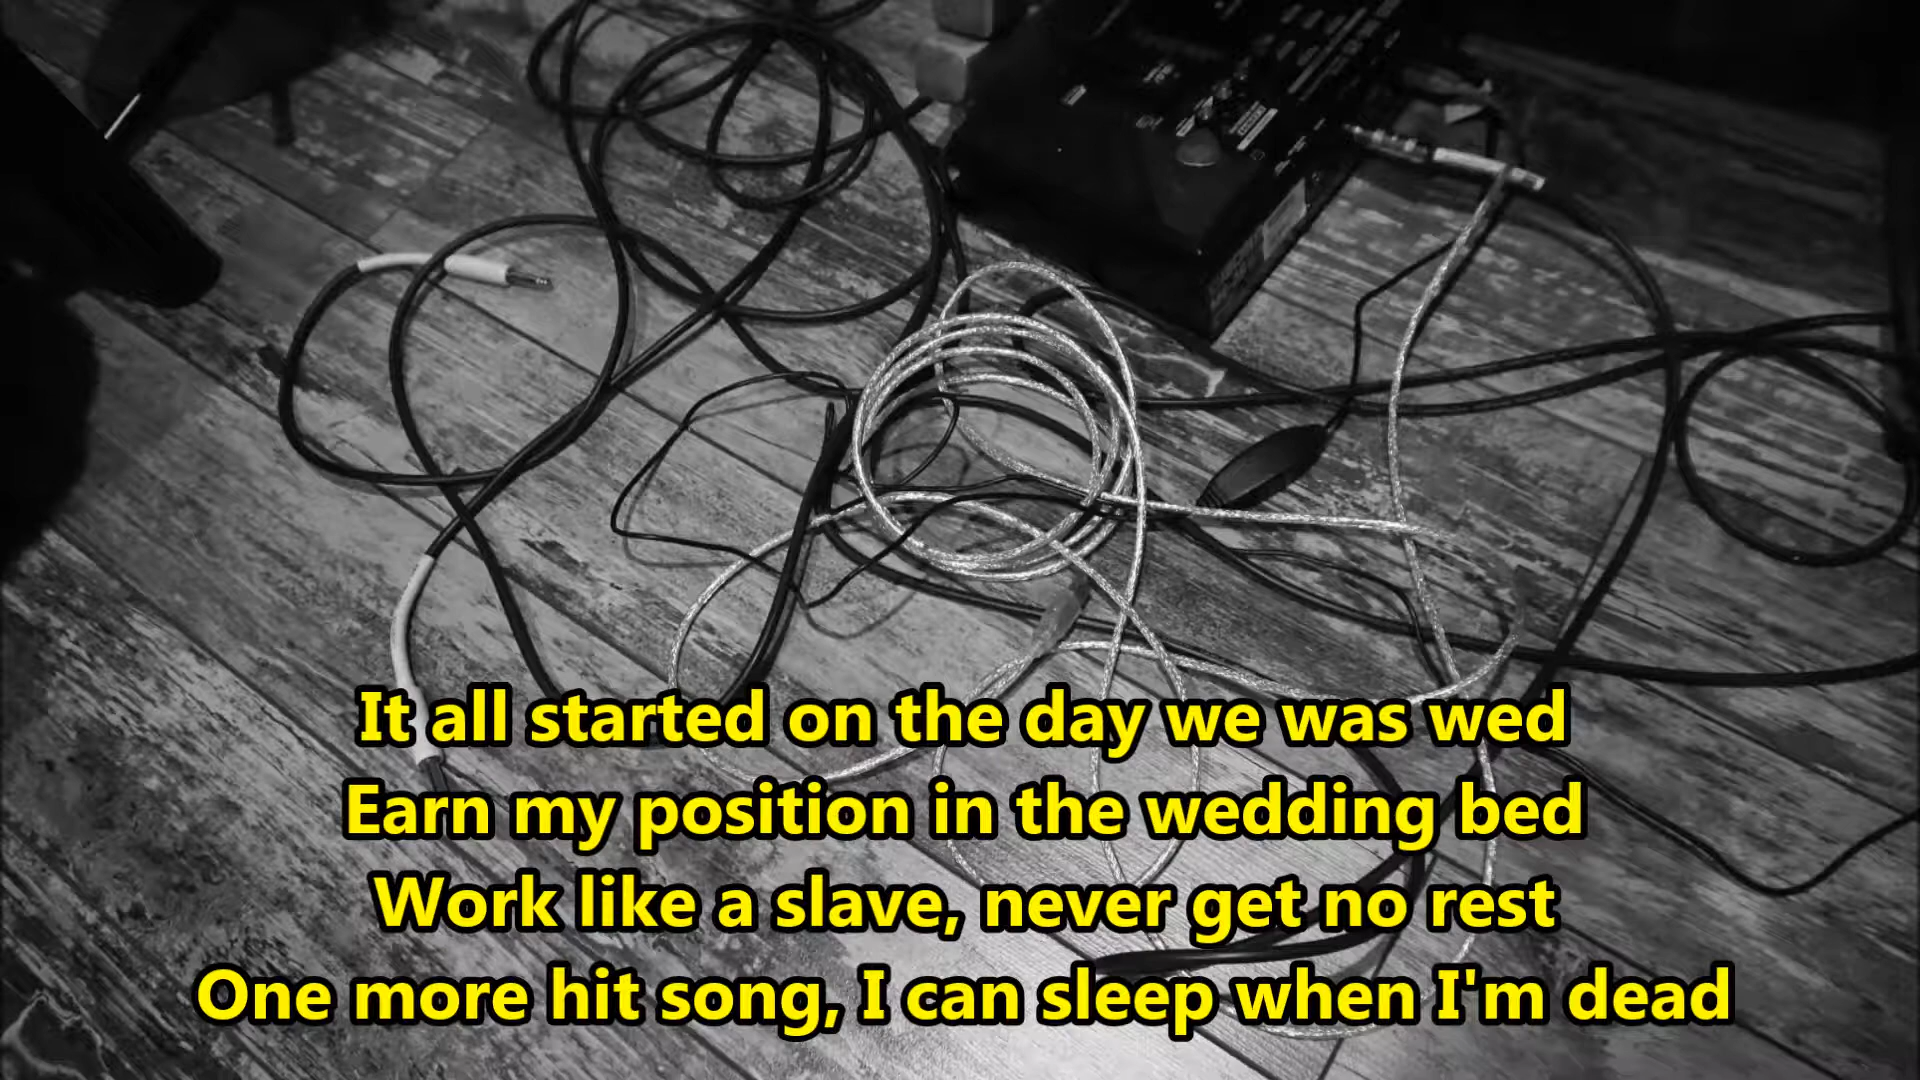 It all started on the day we was wed
Earn my position in the wedding bed
Work like a slave, never get no rest
One more hit song, I can sleep when I'm dead